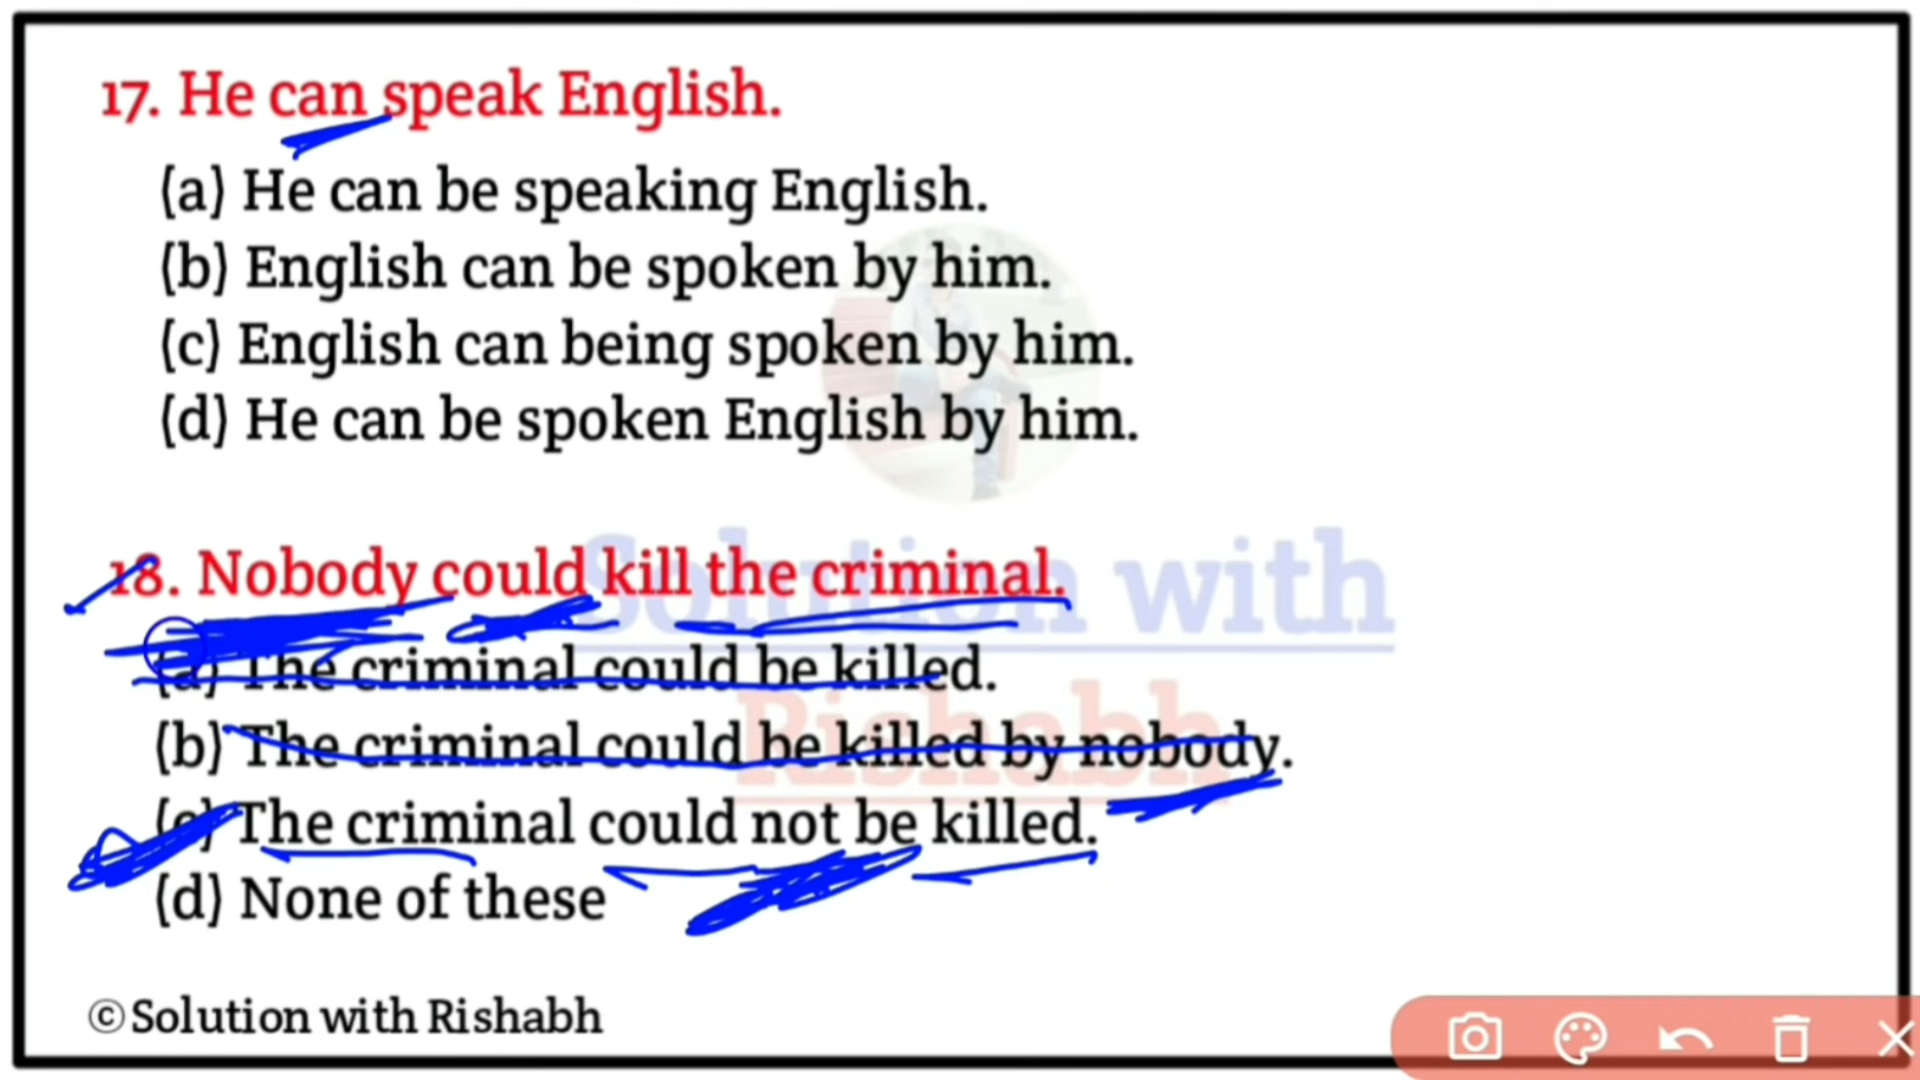 17. He can speak English.
(a) He can be speaking English.
(b) English can be spoken by him.
(c) English can being spoken by him.
(d) He can be spoken English by him.
18. Nobody could kill the criminal.
(a) The criminal could be killed.
(b) The criminal could be killed by nobody.
(c) The criminal could not be killed.
(d) None of these
Solution with
Rishabh
©Solution with Rishabh